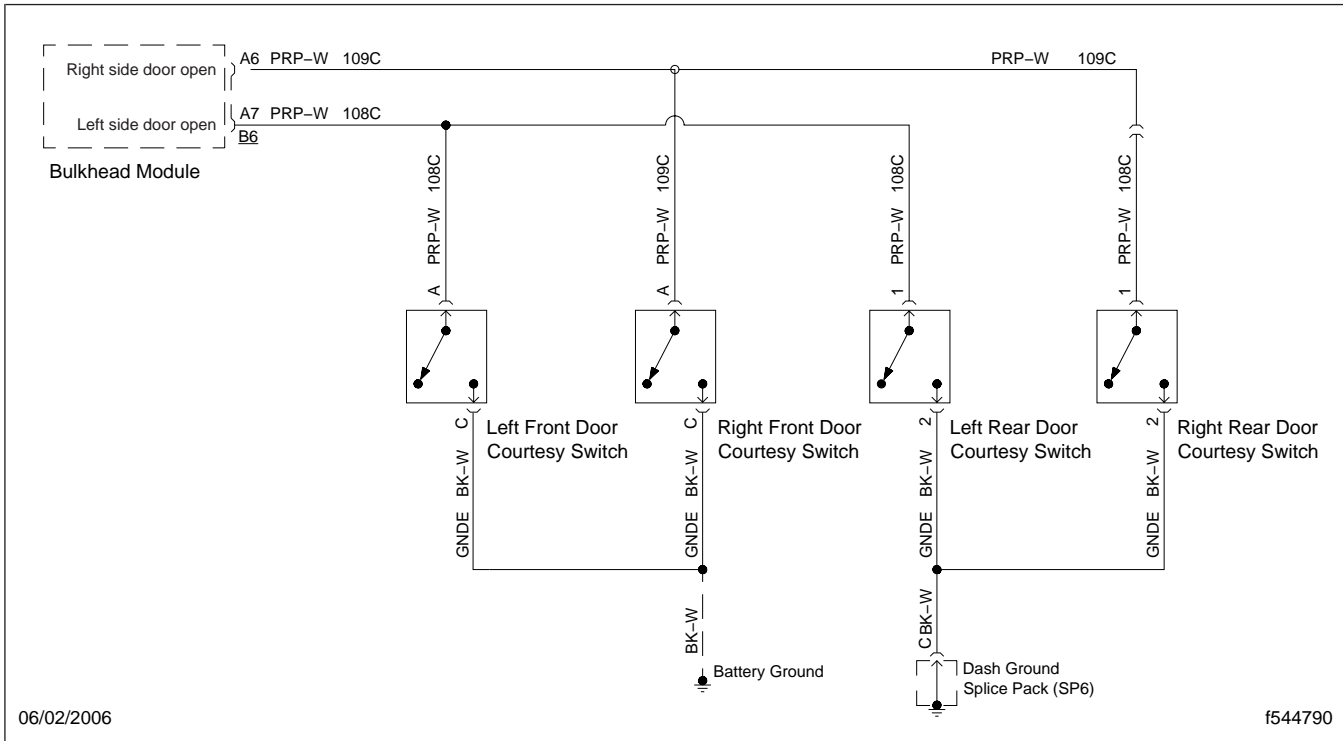 Right side door open
A6 PRP–W 109C
PRP–W 109C
Left side door open
A7 PRP–W 108C
B6
Bulkhead Module
PRP–W 108C
PRP–W 109C
PRP–W 108C
PRP–W 108C
A
A
1
1
C
C
2
2
Left Front Door
Courtesy Switch
Right Front Door
Courtesy Switch
Left Rear Door
Courtesy Switch
Right Rear Door
Courtesy Switch
GNDE BK–W
GNDE BK–W
GNDE BK–W
GNDE BK–W
BK–W
C BK–W
Battery Ground
Dash Ground
Splice Pack (SP6)
06/02/2006
f544790